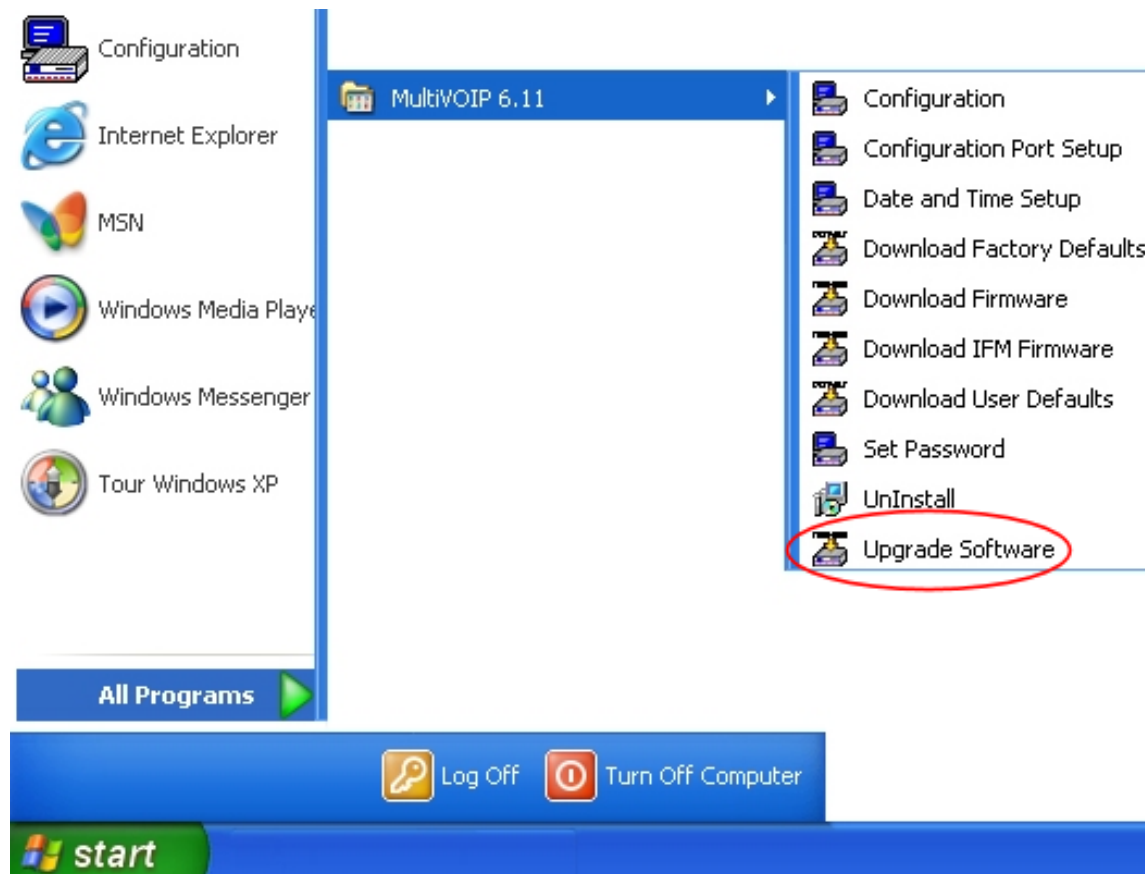 Configuration
Internet Explorer
MSN
Windows Media Playe
Windows Messenger
Tour Windows XP
All Programs
MultiVOIP 6.11
Configuration
Configuration Port Setup
Date and Time Setup
Download Factory Defaults
Download Firmware
Download IFM Firmware
Download User Defaults
Set Password
UnInstall
Upgrade Software
Log Off
Turn Off Computer
start